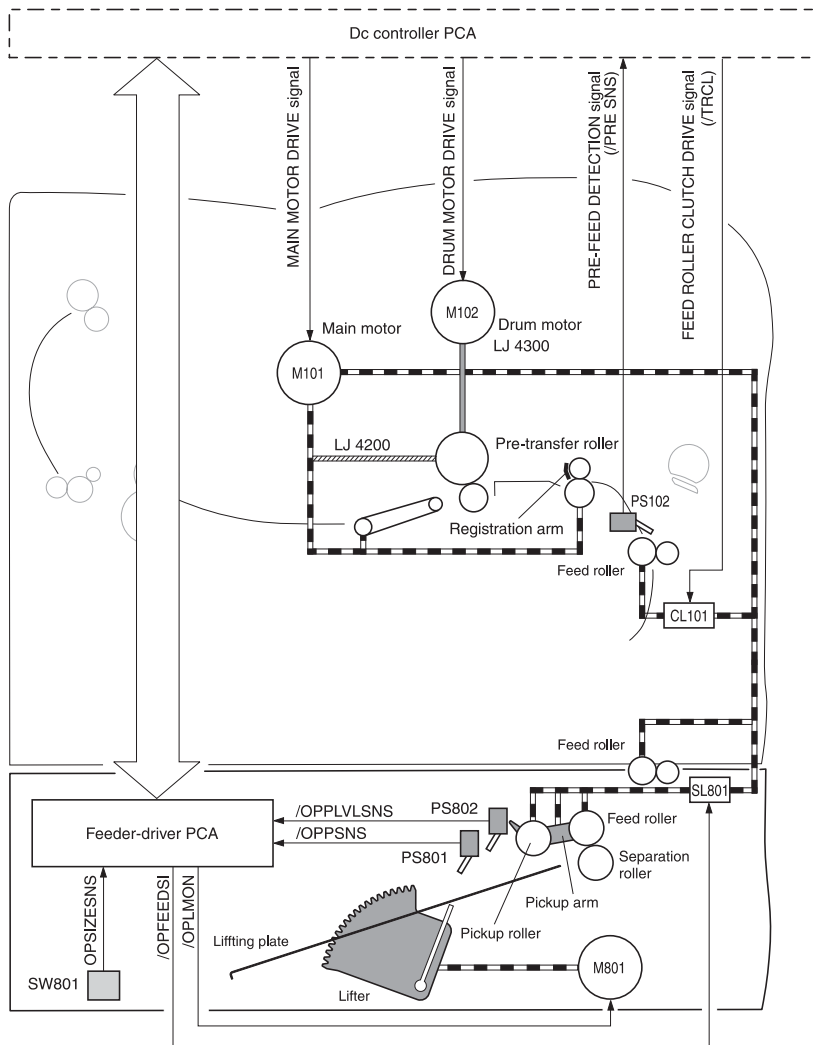 Dc controller PCA
MAIN MOTOR DRIVE signal
DRUM MOTOR DRIVE signal
PRE-FEED DETECTION signal
(/PRE SNS)
FEED ROLLER CLUTCH DRIVE signal
(/TRCL)
M102
Main motor
Drum motor
LJ 4300
M101
LJ 4200
Pre-transfer roller
PS102
Registration arm
Feed roller
CL101
Feed roller
SL801
/OPPLVLSNS
PS802
Feeder-driver PCA
/OPPSNS
Feed roller
PS801
Separation
roller
OPSIZESNS
/OPFEEDSI
/OPLMON
Pickup arm
Pickup roller
Liffting plate
SW801
Lifter
M801